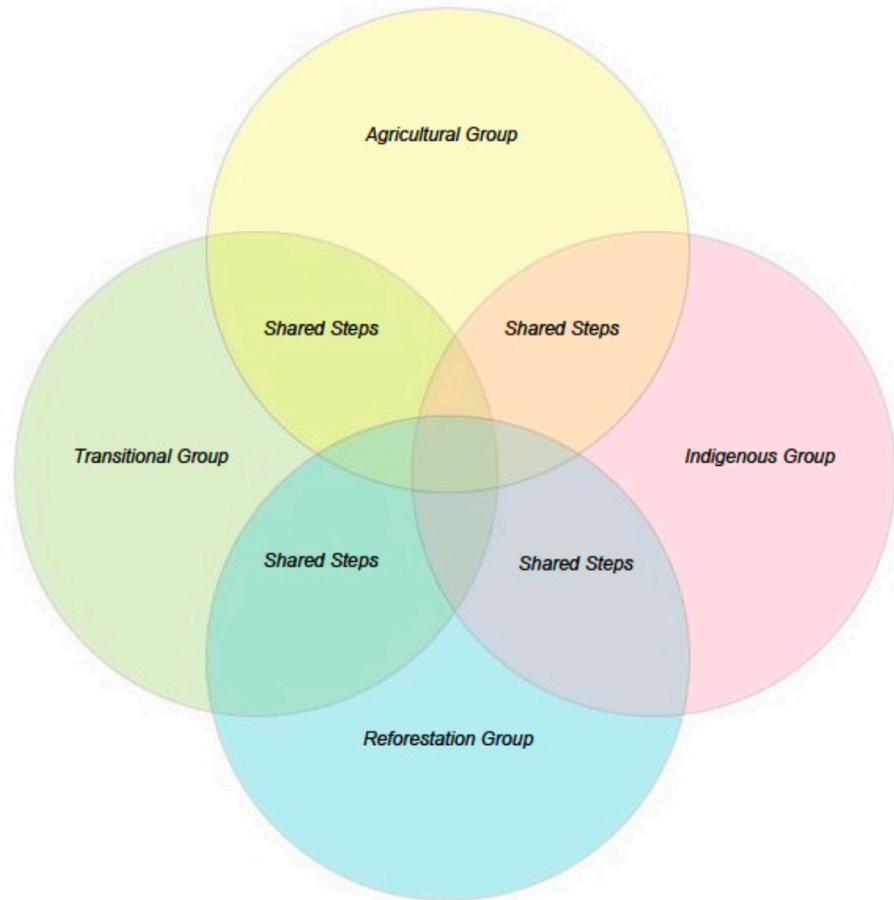 Agricultural Group
Shared Steps
Shared Steps
Transitional Group
Indigenous Group
Shared Steps
Shared Steps
Reforestation Group